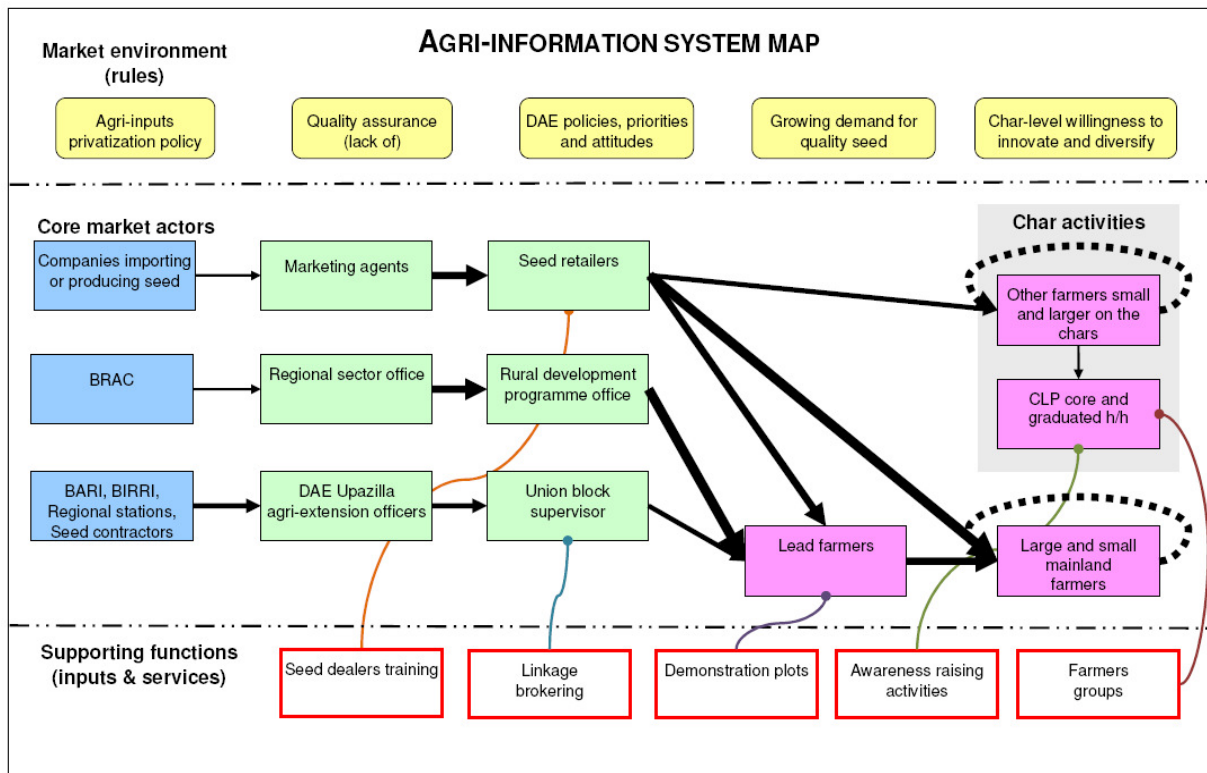 AGRI-INFORMATION SYSTEM MAP
Market environment
(rules)
Agri-inputs
privatization policy
Quality assurance
(lack of)
DAE policies, priorities
and attitudes
Growing demand for
quality seed
Char-level willingness to
innovate and diversify
Core market actors
Char activities
Companies importing
or producing seed
Marketing agents
Seed retailers
Other farmers small
and larger on the
chars
BRAC
Regional sector office
Rural development
programme office
CLP core and
graduated h/h
BARI, BIRRI,
Regional stations,
Seed contractors
DAE Upazilla
agri-extension officers
Union block
supervisor
Lead farmers
Large and small
mainland
farmers
Supporting functions
(inputs & services)
Seed dealers training
Linkage
brokering
Demonstration plots
Awareness raising
activities
Farmers
groups